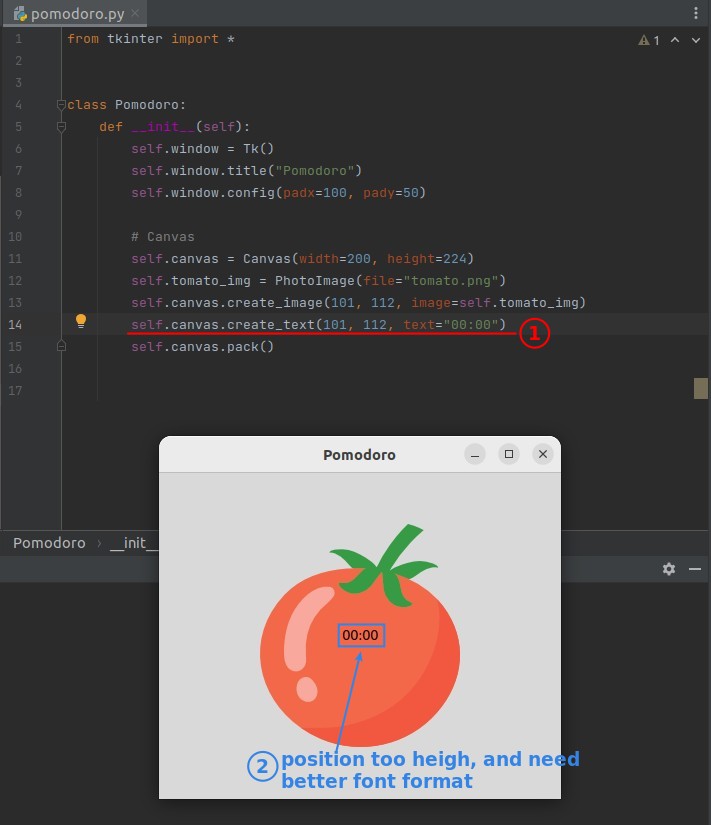 pomodoro.py
1 from tkinter import *
1
2
3
4 class Pomodoro:
5 def __init__(self):
6 self.window = Tk()
7 self.window.title("Pomodoro")
8 self.window.config(padx=100, pady=50)
9
10 # Canvas
11 self.canvas = Canvas(width=200, height=224)
12 self.tomato_img = PhotoImage(file="tomato.png")
13 self.canvas.create_image(101, 112, image=self.tomato_img)
14 self.canvas.create_text(101, 112, text="00:00")
1
15 self.canvas.pack()
16
17
Pomodoro
Pomodoro > __init__
00:00
2 position too heigh, and need
better font format